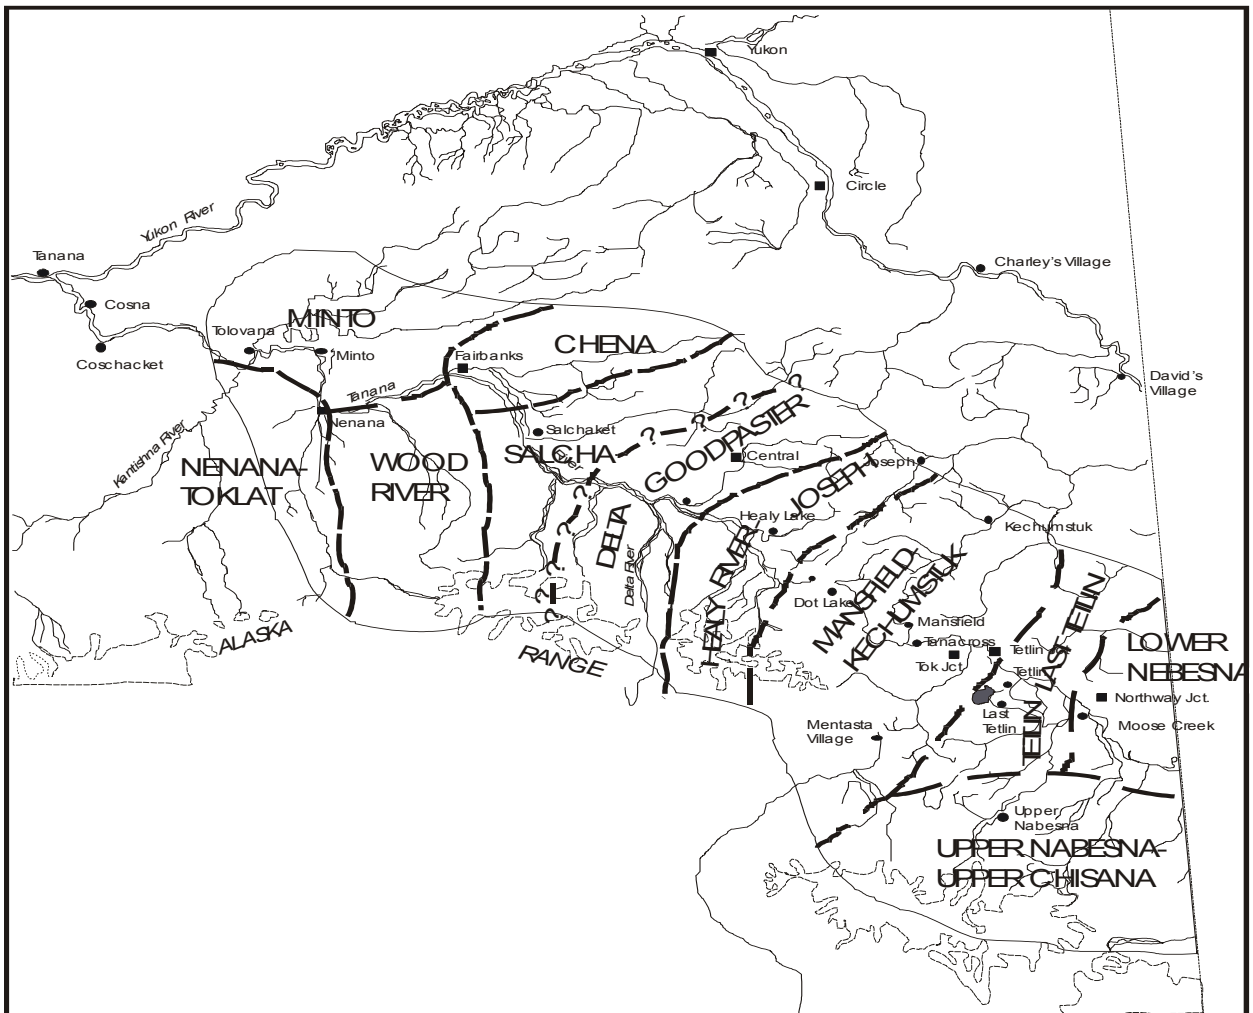 Yukon
Circle
Yukon River
Tanana
Charley's Village
Cosna
MINTO
Tolovana
Minto
CHENA
Coschacket
Fairbanks
David's
Village
Tanana
Nenana
Salchaket
SALCHA
River
? ? ? ? ? ? ? ? ?
GOODPASTER
Central
Kantishna River
NENANA-
TOKLAT
WOOD
RIVER
JOSEPH-1
Joseph
Healy Lake
Kechumstuk
DELTA
Delta River
HEALY RIVER-
MANSFIELD-
KECHUMSTUK
Dot Lake
Mansfield
Tanacross
Tok Jct.
Tetlin Jct.
Tetlin
TETLIN LAST TETLIN
LOWER
NEBESNA
ALASKA
RANGE
Northway Jct.
Last
Tetlin
Moose Creek
Mentasta
Village
Upper
Nabesna
UPPER NABESNA-
UPPER CHISANA